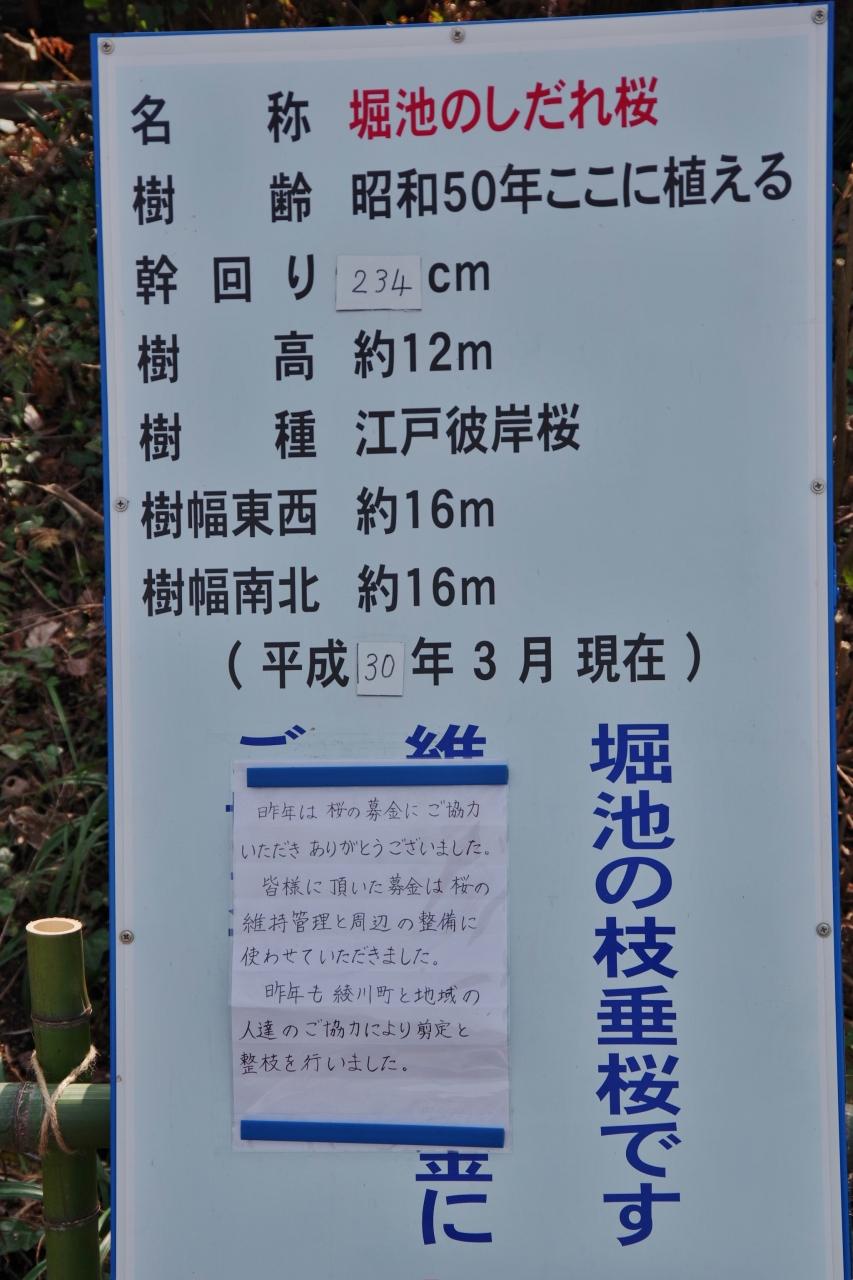 名称 堀池のしだれ桜
樹齢 昭和50年ここに植える
幹回り 234cm
樹高 約12m
樹種 江戸彼岸桜
樹幅東西 約16m
樹幅南北 約16m
(平成30年3月現在)
堀池の枝垂桜です
維
金に
ご
昨年は桜の募金にご協力
いただきありがとうございました。
皆様に頂いた募金は桜の
維持管理と周辺の整備に
使わせていただきました。
昨年も綾川町と地域の
人達のご協力により剪定と
整枝を行いました。